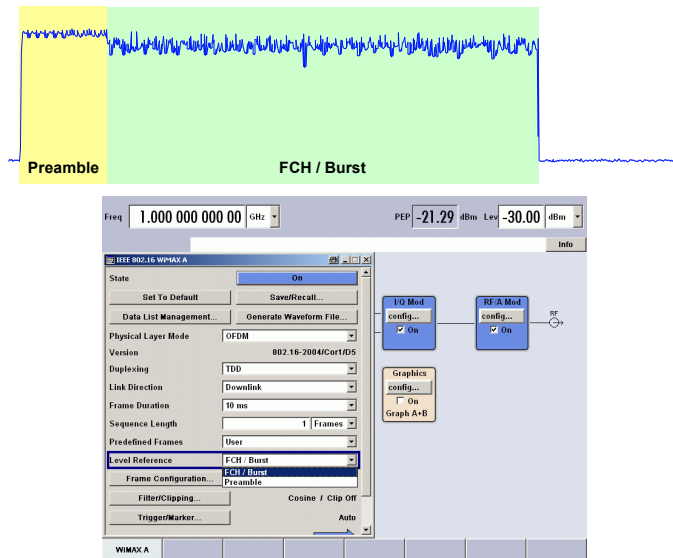 Preamble FCH / Burst
Freq 1.000 000 000 00 GHz PEP -21.29 dBm Lev -30.00 dBm
Info
IEEE 802.16 WiMAX A
State On
Set To Default Save/Recall...
Data List Management... Generate Waveform File...
Physical Layer Mode OFDM
Version 802.16-2004/Cor1/D5
Duplexing TDD
Link Direction Downlink
Frame Duration 10 ms
Sequence Length 1 Frames
Predefined Frames User
Level Reference FCH / Burst
FCH / Burst
Preamble
Frame Configuration...
Filter/Clipping... Cosine / Clip Off
Trigger/Marker... Auto
I/Q Mod
config...
On
RF/A Mod
config...
On
RF
Graphics
config...
On
Graph A+B
WiMAX A